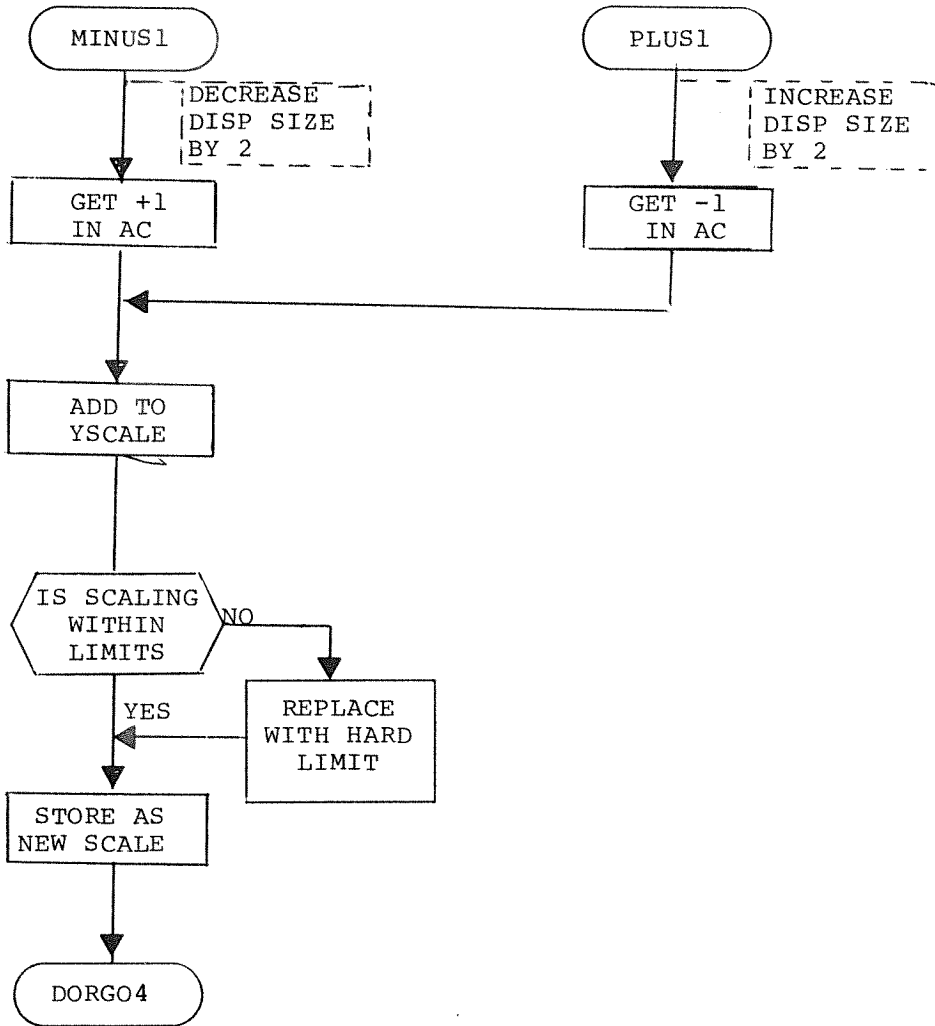 MINUS1
PLUS1
DECREASE
DISP SIZE
BY 2
INCREASE
DISP SIZE
BY 2
GET +1
IN AC
GET -1
IN AC
ADD TO
YSCALE
IS SCALING
WITHIN
LIMITS
NO
YES
REPLACE
WITH HARD
LIMIT
STORE AS
NEW SCALE
DORGO4